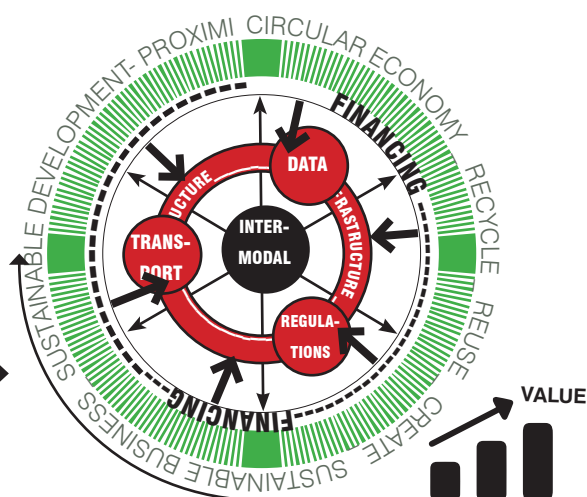 SUSTAINABLE DEVELOPMENT- PROXIMI CIRCULAR ECONOMY
RECYCLE
REUSE
CREATE
SUSTAINABLE BUSINESS
FINANCING
DATA
UCTURE
RASTRUCTURE
INTER-
MODAL
TRANS-
PORT
REGULA-
TIONS
FINANCING
VALUE